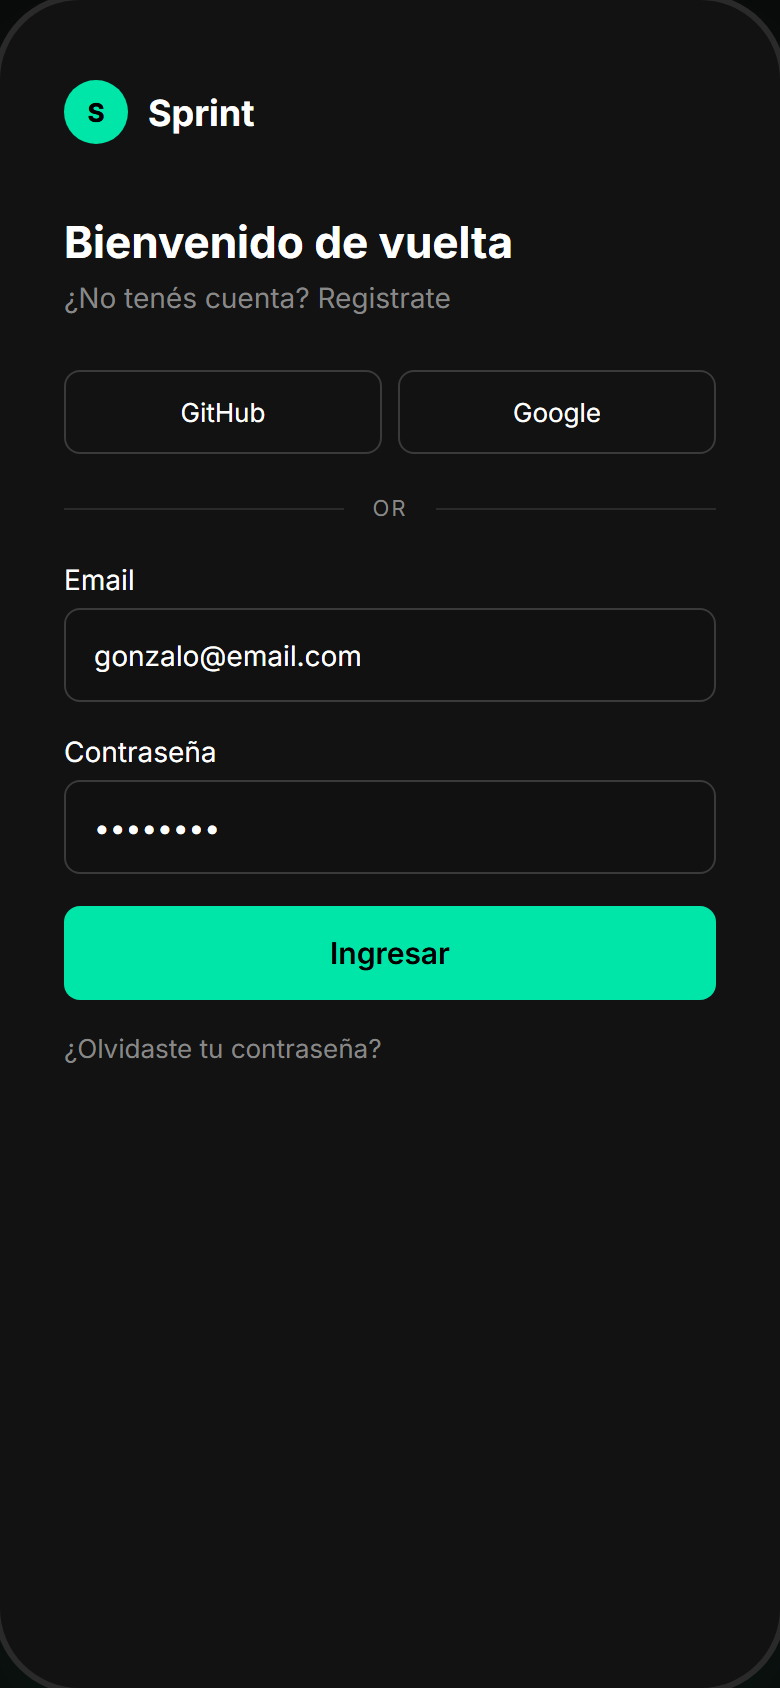 S
Sprint
Bienvenido de vuelta
¿No tenés cuenta? Registrate
GitHub
Google
OR
Email
gonzalo@email.com
Contraseña
••••••••
Ingresar
¿Olvidaste tu contraseña?